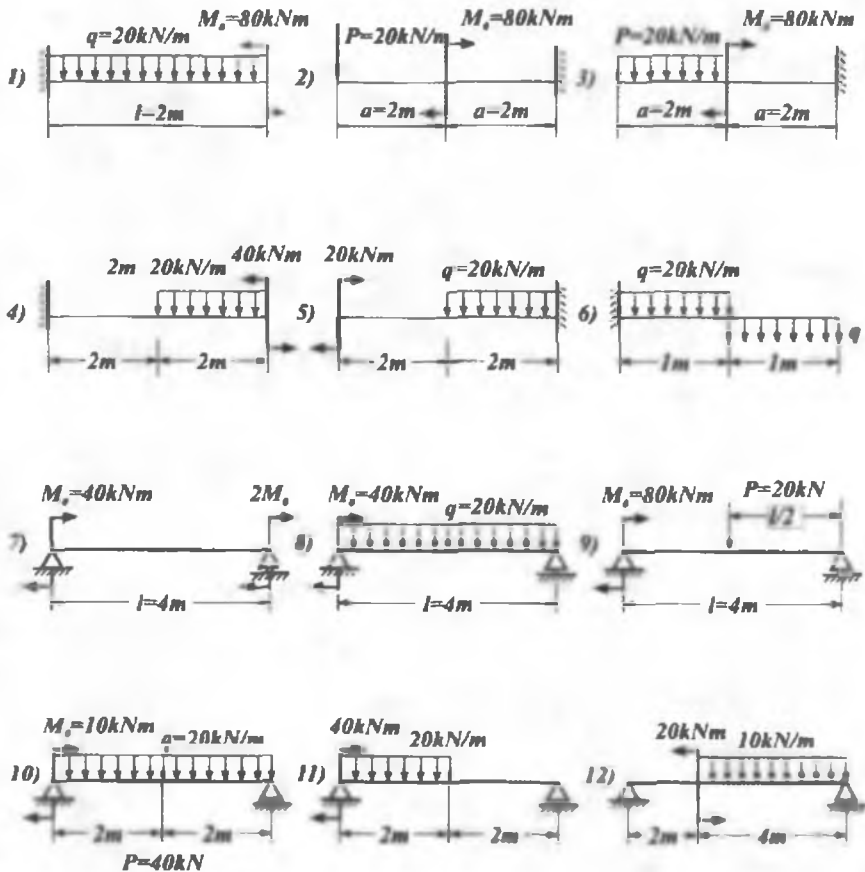 M₀=80kNm M₀=80kNm M₀=80kNm
q=20kN/m P=20kN/m P=20kN/m
1) 2) 3)
l=2m a=2m a=2m a=2m a=2m
2m 20kN/m 40kNm 20kNm q=20kN/m q=20kN/m
4) 5) 6) q
2m 2m 2m 2m 1m 1m
M₀=40kNm 2M₀ M₀=40kNm q=20kN/m M₀=80kNm P=20kN
l/2
7) 8) 9)
l=4m l=4m l=4m
M₀=10kNm q=20kN/m 40kNm 20kN/m 20kNm 10kN/m
10) 11) 12)
2m 2m 2m 2m 2m 4m
P=40kN